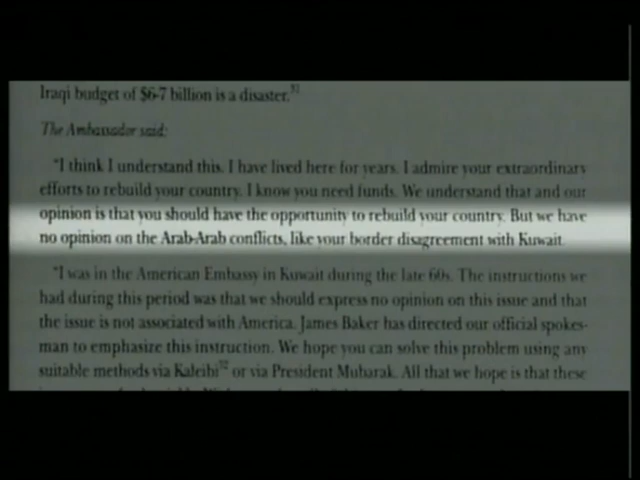 Iraqi budget of $6-7 billion is a disaster.51
The Ambassador said:
"I think I understand this. I have lived here for years. I admire your extraordinary
efforts to rebuild your country. I know you need funds. We understand that and our
opinion is that you should have the opportunity to rebuild your country. But we have
no opinion on the Arab-Arab conflicts, like your border disagreement with Kuwait.
"I was in the American Embassy in Kuwait during the late 60s. The instructions we
had during this period was that we should express no opinion on this issue and that
the issue is not associated with America. James Baker has directed our official spokes-
man to emphasize this instruction. We hope you can solve this problem using any
suitable methods via Kaleibi52 or via President Mubarak. All that we hope is that these